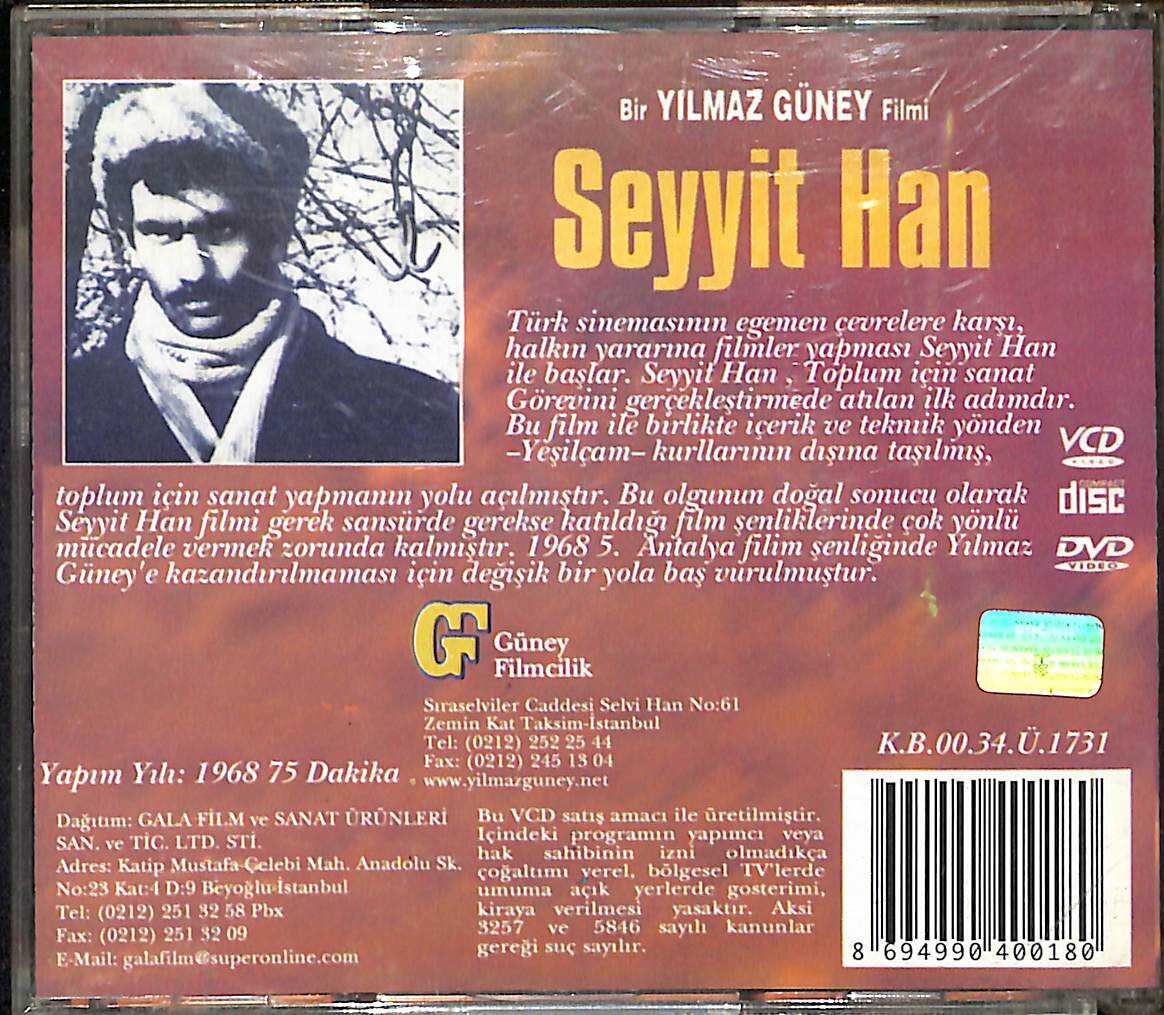 Bir YILMAZ GÜNEY Filmi
Seyyit Han
Türk sinemasının egemen çevrelere karşı,
halkın yararına filmler yapması Seyyit Han
ile başlar. Seyyit Han , Toplum için sanat
Görevini gerçekleştirmede atılan ilk adımdır.
Bu film ile birlikte içerik ve teknik yönden
–Yeşilçam– kurllarının dışına taşılmış,
toplum için sanat yapmanın yolu açılmıştır. Bu olgunun doğal sonucu olarak
Seyyit Han filmi gerek sansürde gerekse katıldığı film şenliklerinde çok yönlü
mücadele vermek zorunda kalmıştır. 1968 5. Antalya filim şenliğinde Yılmaz
Güney'e kazandırılmaması için değişik bir yola baş vurulmuştur.
VCD
VIDEO
COMPACT
disc
DVD
VIDEO
GF
Güney
Filmcilik
Sıraselviler Caddesi Selvi Han No:61
Zemin Kat Taksim-İstanbul
Tel: (0212) 252 25 44
Fax: (0212) 245 13 04
www.yilmazguney.net
K.B.00.34.Ü.1731
Yapım Yılı: 1968 75 Dakika
Dağıtım: GALA FİLM ve SANAT ÜRÜNLERİ
SAN. ve TİC. LTD. STİ.
Adres: Katip Mustafa Çelebi Mah. Anadolu Sk.
No:23 Kat:4 D:9 Beyoğlu-İstanbul
Tel: (0212) 251 32 58 Pbx
Fax: (0212) 251 32 09
E-Mail: galafilm@superonline.com
Bu VCD satış amacı ile üretilmiştir.
Içindeki programın yapımcı veya
hak sahibinin izni olmadıkça
çoğaltımı yerel, bölgesel TV'lerde
umuma açık yerlerde gosterimi,
kiraya verilmesi yasaktır. Aksi
3257 ve 5846 sayılı kanunlar
gereği suç sayılır.
8 694990 400180